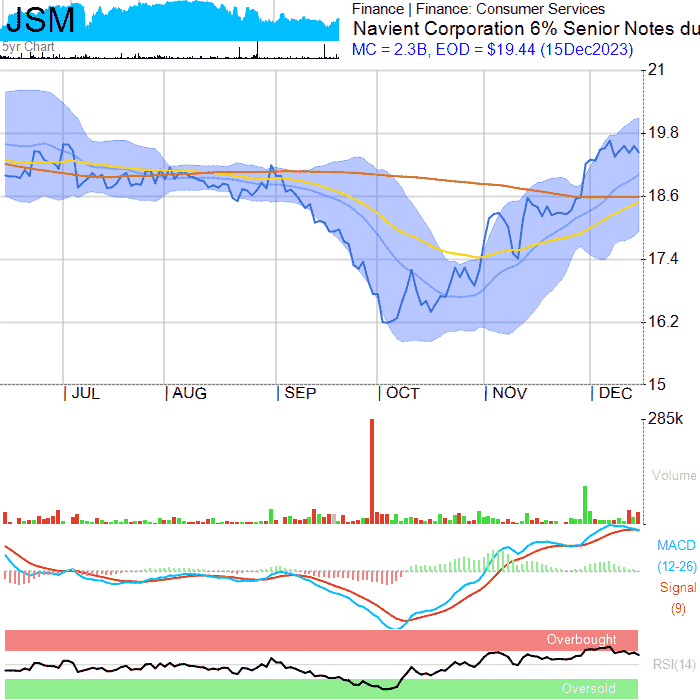 JSM
5yr Chart
Finance | Finance: Consumer Services
Navient Corporation 6% Senior Notes du
MC = 2.3B, EOD = $19.44 (15Dec2023)
21
19.8
18.6
17.4
16.2
15
| JUL | AUG | SEP | OCT | NOV | DEC
285k
Volume
MACD
(12-26)
Signal
(9)
Overbought
RSI(14)
Oversold